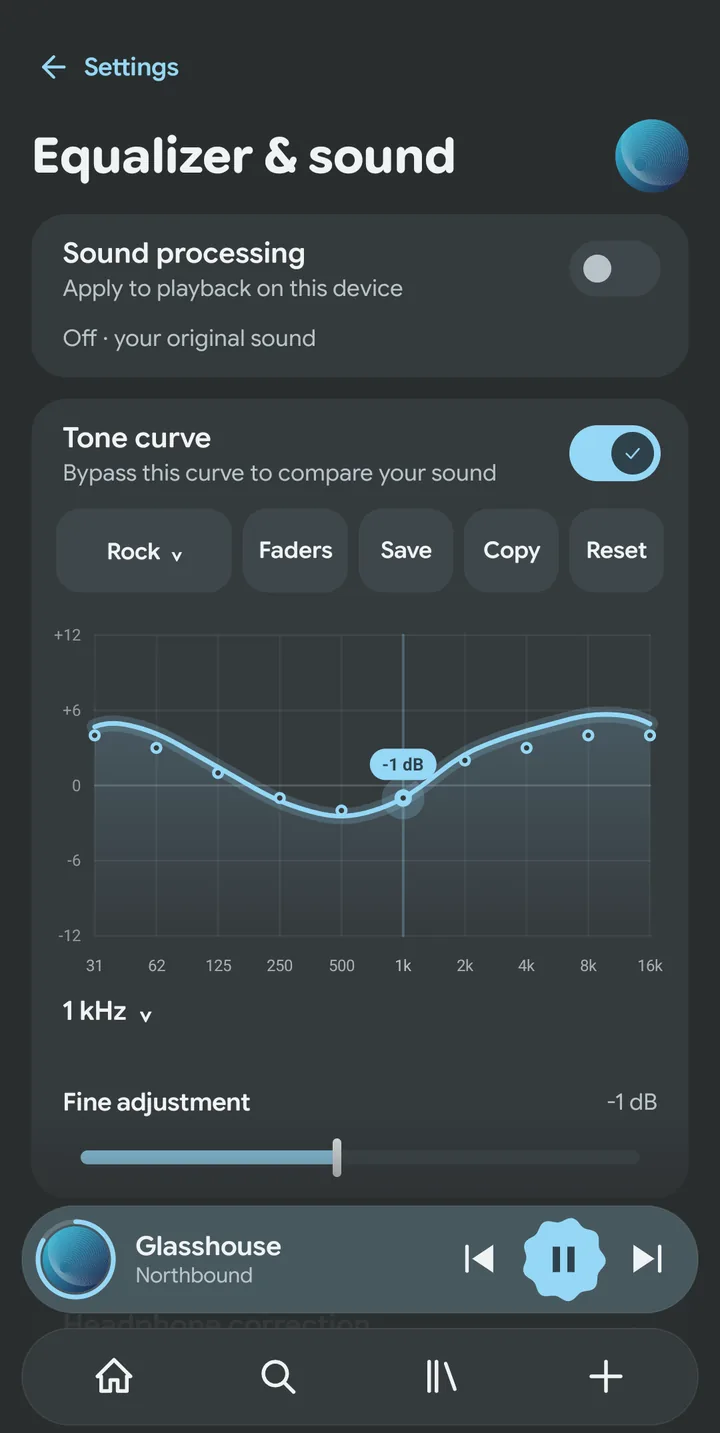 Settings
Equalizer & sound
Sound processing
Apply to playback on this device
Off · your original sound
Tone curve
Bypass this curve to compare your sound
Rock
Faders
Save
Copy
Reset
+12
+6
0
-6
-12
-1 dB
31 62 125 250 500 1k 2k 4k 8k 16k
1 kHz
Fine adjustment
-1 dB
Glasshouse
Northbound
Headphone correction